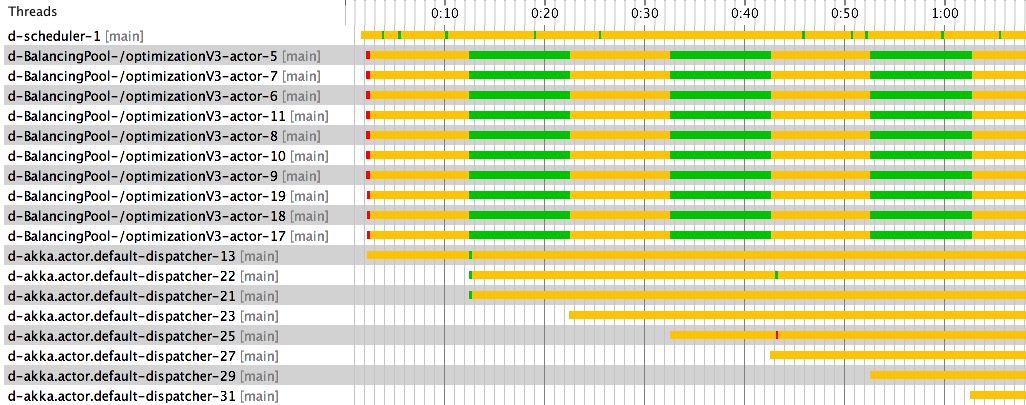 Threads 0:10 0:20 0:30 0:40 0:50 1:00
d-scheduler-1 [main]
d-BalancingPool-/optimizationV3-actor-5 [main]
d-BalancingPool-/optimizationV3-actor-7 [main]
d-BalancingPool-/optimizationV3-actor-6 [main]
d-BalancingPool-/optimizationV3-actor-11 [main]
d-BalancingPool-/optimizationV3-actor-8 [main]
d-BalancingPool-/optimizationV3-actor-10 [main]
d-BalancingPool-/optimizationV3-actor-9 [main]
d-BalancingPool-/optimizationV3-actor-19 [main]
d-BalancingPool-/optimizationV3-actor-18 [main]
d-BalancingPool-/optimizationV3-actor-17 [main]
d-akka.actor.default-dispatcher-13 [main]
d-akka.actor.default-dispatcher-22 [main]
d-akka.actor.default-dispatcher-21 [main]
d-akka.actor.default-dispatcher-23 [main]
d-akka.actor.default-dispatcher-25 [main]
d-akka.actor.default-dispatcher-27 [main]
d-akka.actor.default-dispatcher-29 [main]
d-akka.actor.default-dispatcher-31 [main]